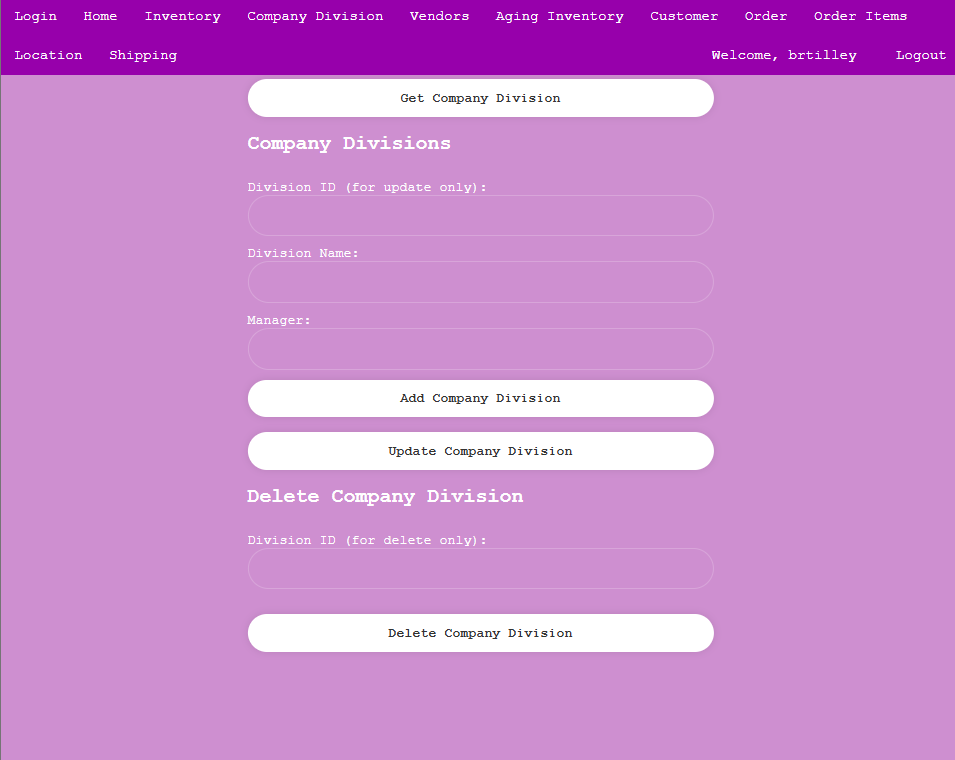 Login Home Inventory Company Division Vendors Aging Inventory Customer Order Order Items
Location Shipping Welcome, brtilley Logout
Get Company Division
Company Divisions
Division ID (for update only):
Division Name:
Manager:
Add Company Division
Update Company Division
Delete Company Division
Division ID (for delete only):
Delete Company Division